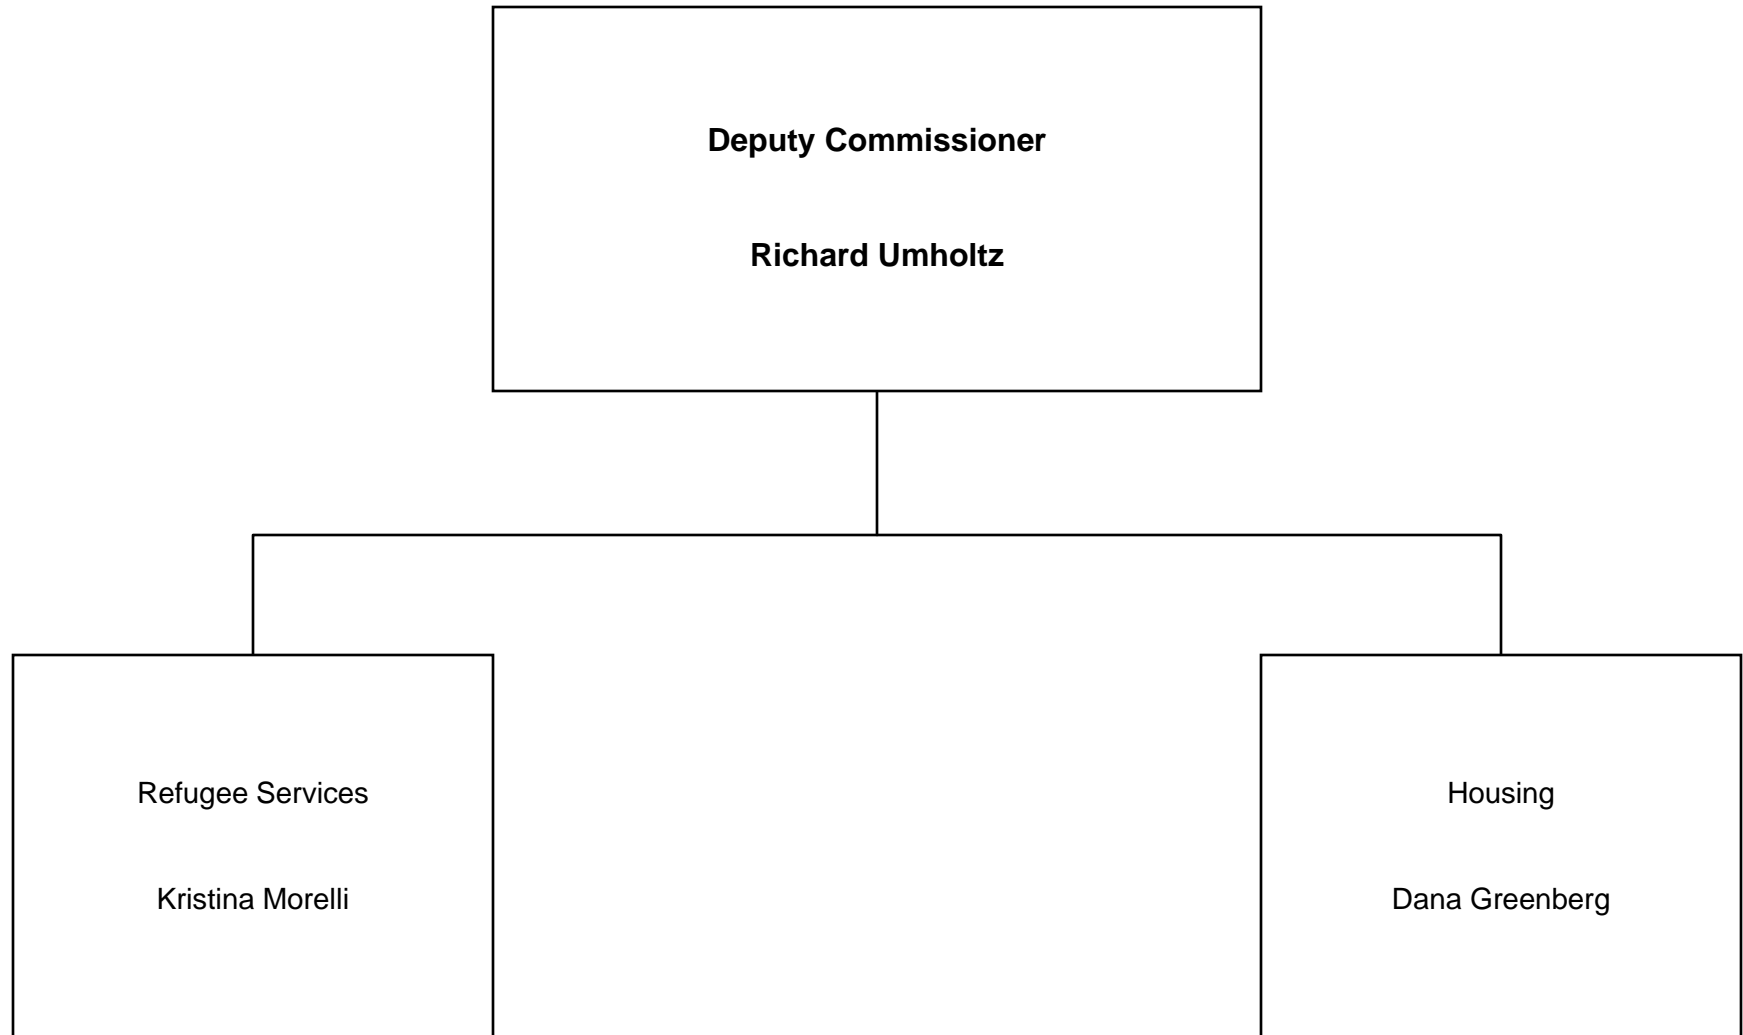 Deputy Commissioner
Richard Umholtz
Refugee Services
Kristina Morelli
Housing
Dana Greenberg